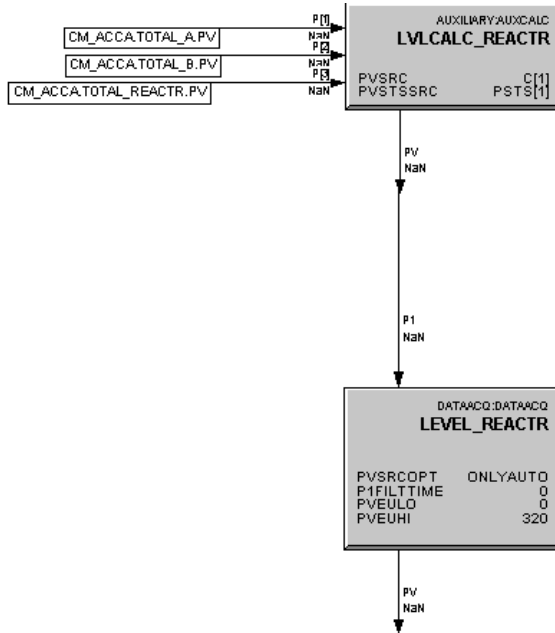 P[1]
CM_ACCA.TOTAL_A.PV
NaN
P[2]
CM_ACCA.TOTAL_B.PV
NaN
P[3]
CM_ACCA.TOTAL_REACTR.PV
NaN
AUXILIARY:AUXCALC
LVLCALC_REACTR
PVSRC C[1]
PVSTSSRC PSTS[1]
PV
NaN
P1
NaN
DATAACQ:DATAACQ
LEVEL_REACTR
PVSRCOPT ONLYAUTO
P1FILTTIME 0
PVEULO 0
PVEUHI 320
PV
NaN